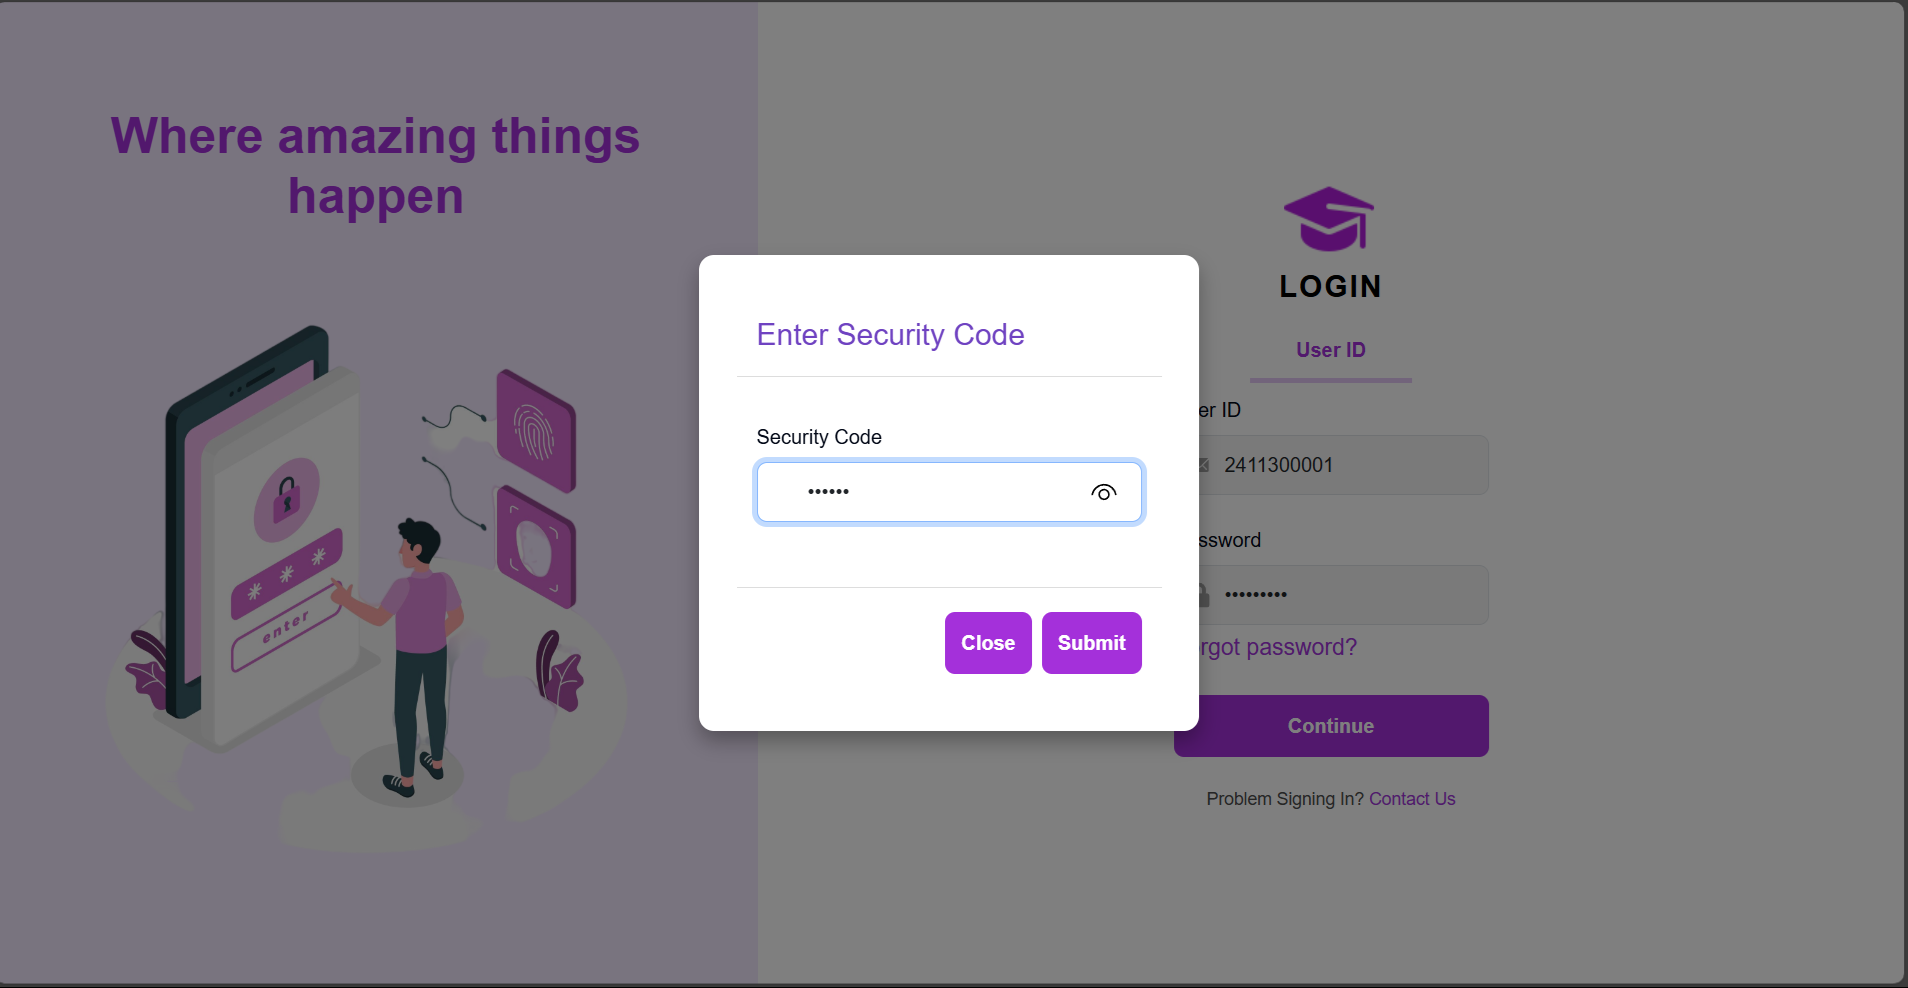 Where amazing things
happen
enter
Enter Security Code
Security Code
••••••
Close
Submit
LOGIN
User ID
er ID
2411300001
ssword
•••••••••
rgot password?
Continue
Problem Signing In? Contact Us